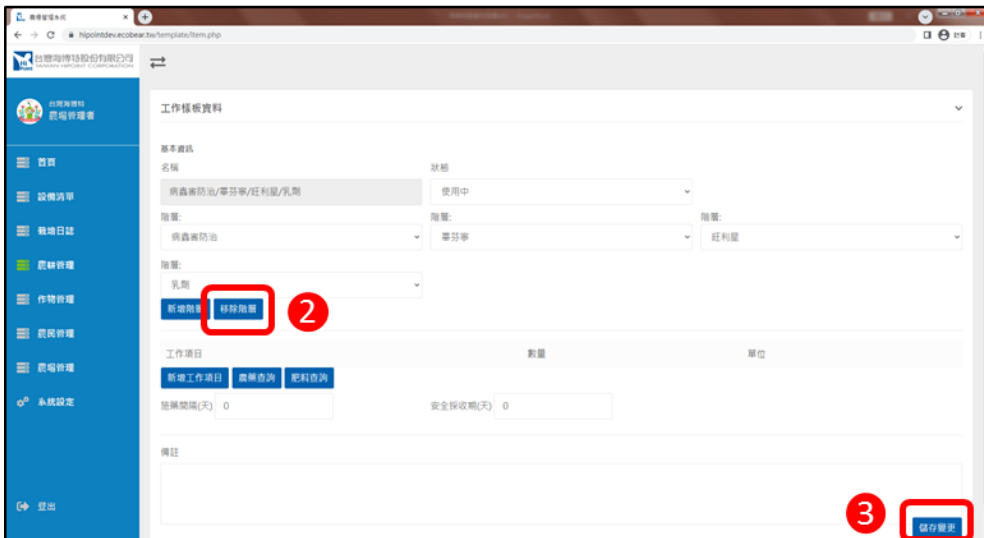 農場管理系統
hipointdev.ecobear.tw/template/item.php
訪客
台灣海博特股份有限公司
TAIWAN HIPOINT CORPORATION
台灣海博特
農場管理者
首頁
設備清單
栽培日誌
農耕管理
作物管理
農民管理
農場管理
系統設定
登出
工作樣板資料
基本資訊
名稱 狀態
病蟲害防治/畢芬寧/旺利星/乳劑 使用中
階層: 階層: 階層:
病蟲害防治 畢芬寧 旺利星
階層:
乳劑
新增階層 移除階層 2
工作項目 數量 單位
新增工作項目 農藥查詢 肥料查詢
施藥間隔(天) 0 安全採收期(天) 0
備註
3
儲存變更